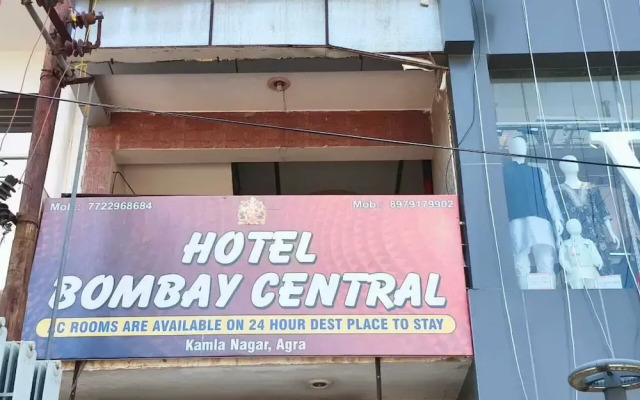 Mob.: 7722968684
Mob.: 8979179902
HOTEL
BOMBAY CENTRAL
AC ROOMS ARE AVAILABLE ON 24 HOUR DEST PLACE TO STAY
Kamla Nagar, Agra